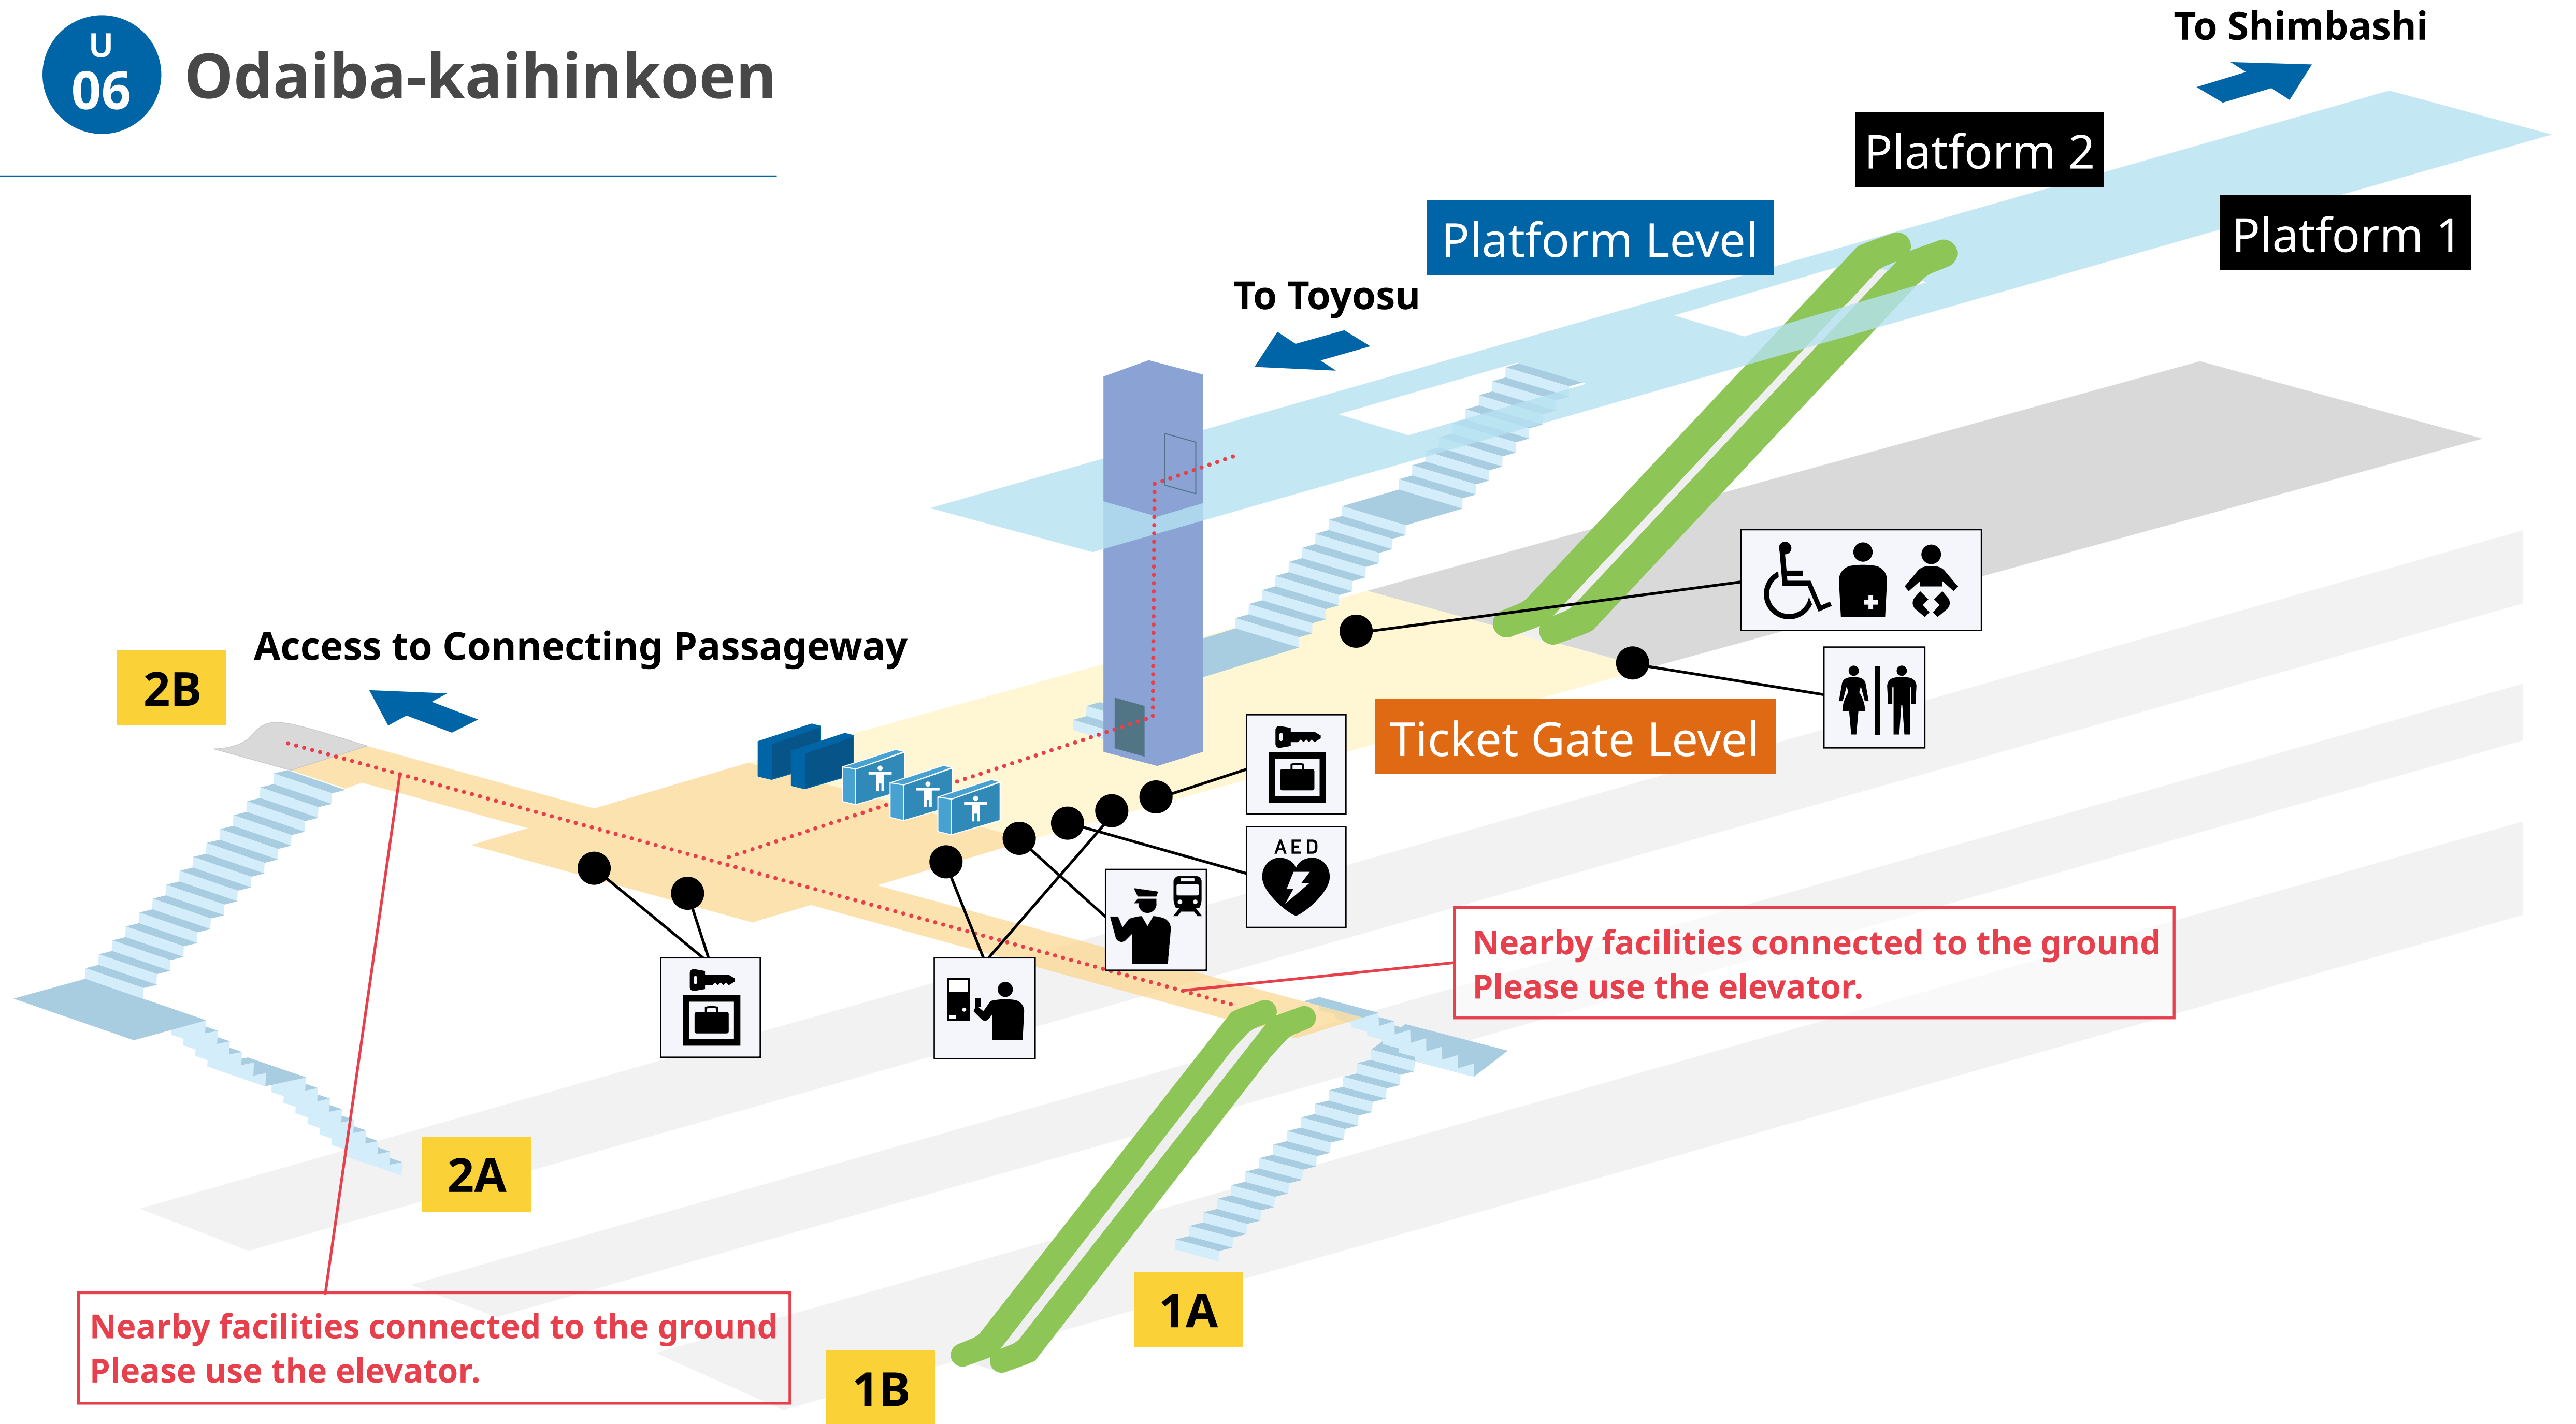 U
06
Odaiba-kaihinkoen
To Shimbashi
Platform 2
Platform 1
Platform Level
To Toyosu
2B
Access to Connecting Passageway
Ticket Gate Level
AED
Nearby facilities connected to the ground
Please use the elevator.
2A
1A
Nearby facilities connected to the ground
Please use the elevator.
1B